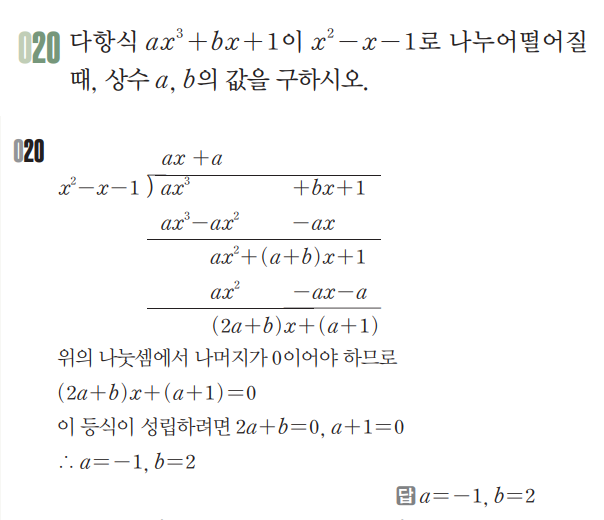 020 다항식 ax³+bx+1이 x²−x−1로 나누어떨어질
때, 상수 a, b의 값을 구하시오.
020
ax +a
x²−x−1 ) ax³ +bx+1
ax³−ax² −ax
ax²+(a+b)x+1
ax² −ax−a
(2a+b)x+(a+1)
위의 나눗셈에서 나머지가 0이어야 하므로
(2a+b)x+(a+1)=0
이 등식이 성립하려면 2a+b=0, a+1=0
∴ a=−1, b=2
답 a=−1, b=2